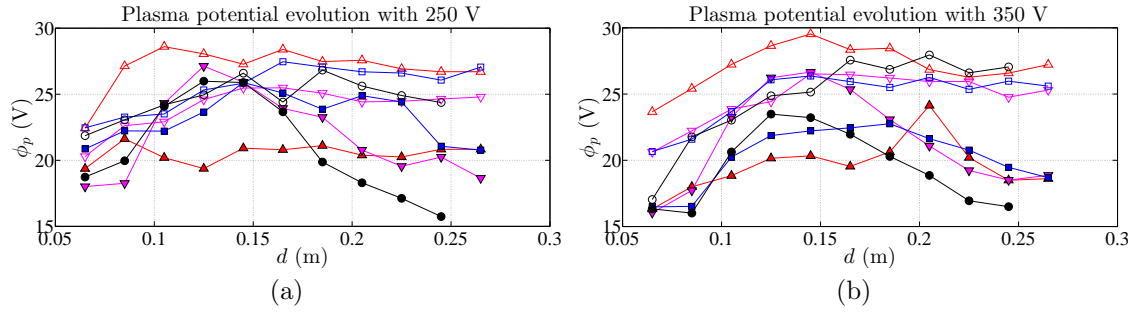 Plasma potential evolution with 250 V
30
25
20
15
ϕp (V)
0.05 0.1 0.15 0.2 0.25 0.3
d (m)
(a)
Plasma potential evolution with 350 V
30
25
20
15
ϕp (V)
0.05 0.1 0.15 0.2 0.25 0.3
d (m)
(b)